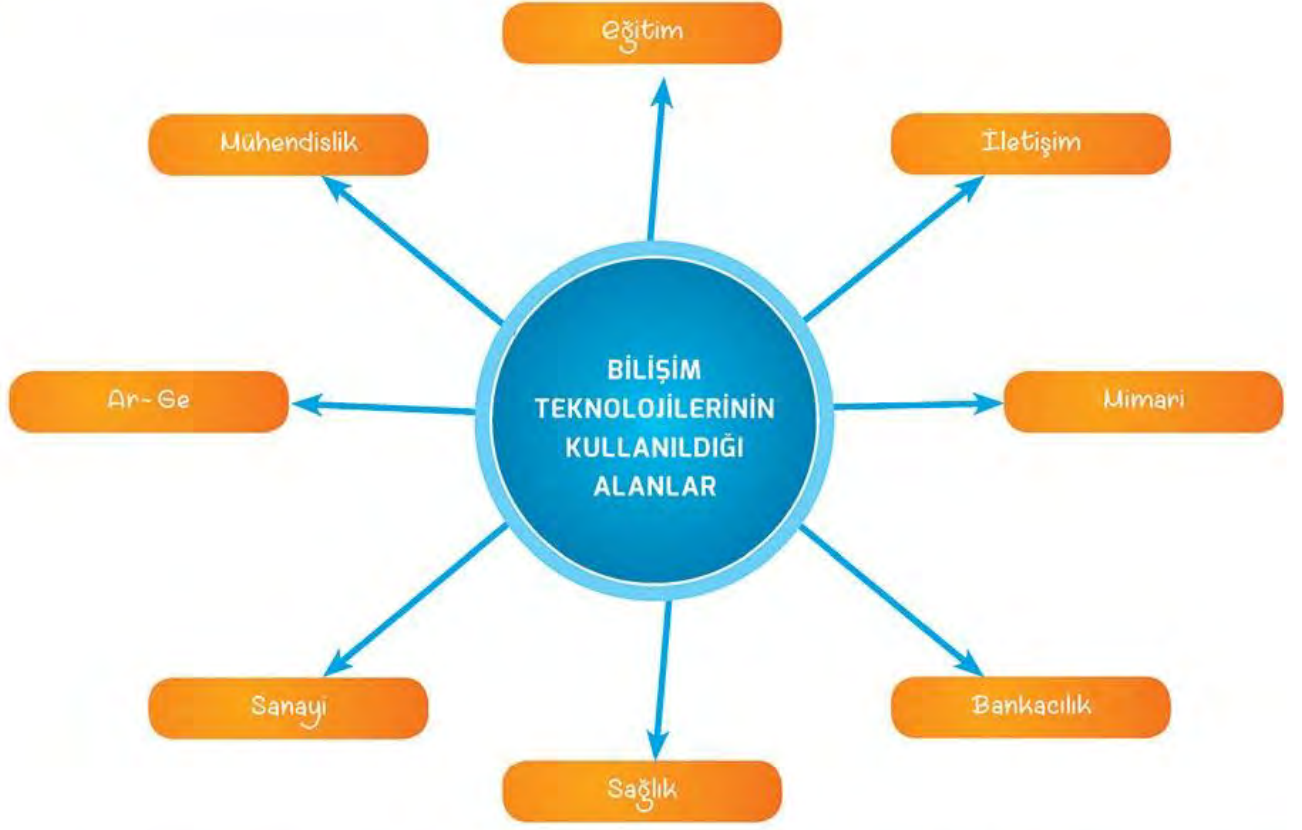 Eğitim
Mühendislik
İletişim
Ar-Ge
BİLİŞİM
TEKNOLOJİLERİNİN
KULLANILDIĞI
ALANLAR
Mimari
Sanayi
Bankacılık
Sağlık